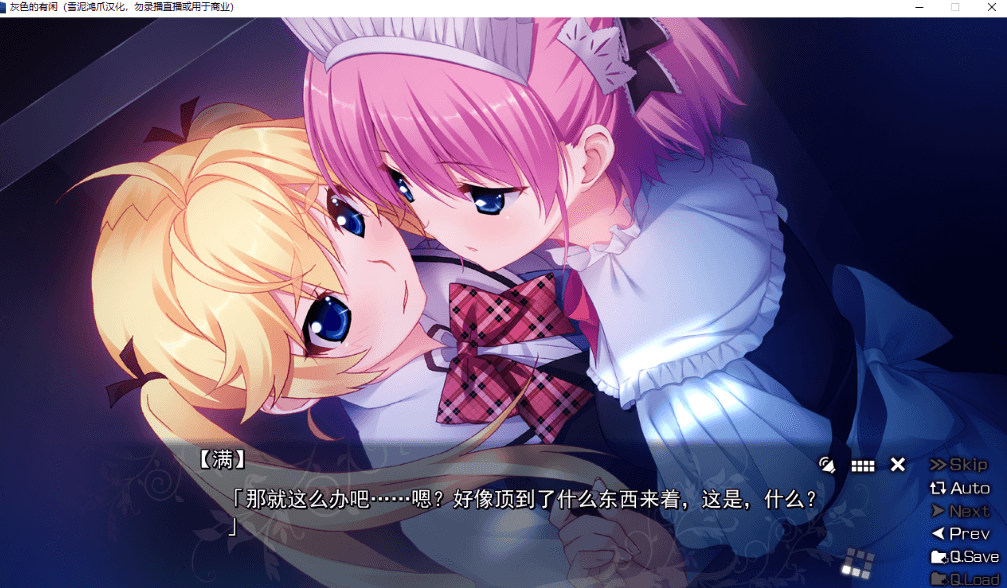 灰色的有闲（雪泥鸿爪汉化，勿录播直播或用于商业）
【满】
「那就这么办吧……嗯？好像顶到了什么东西来着，这是，什么？
」
Skip
Auto
Next
Prev
Q.Save
Q.Load